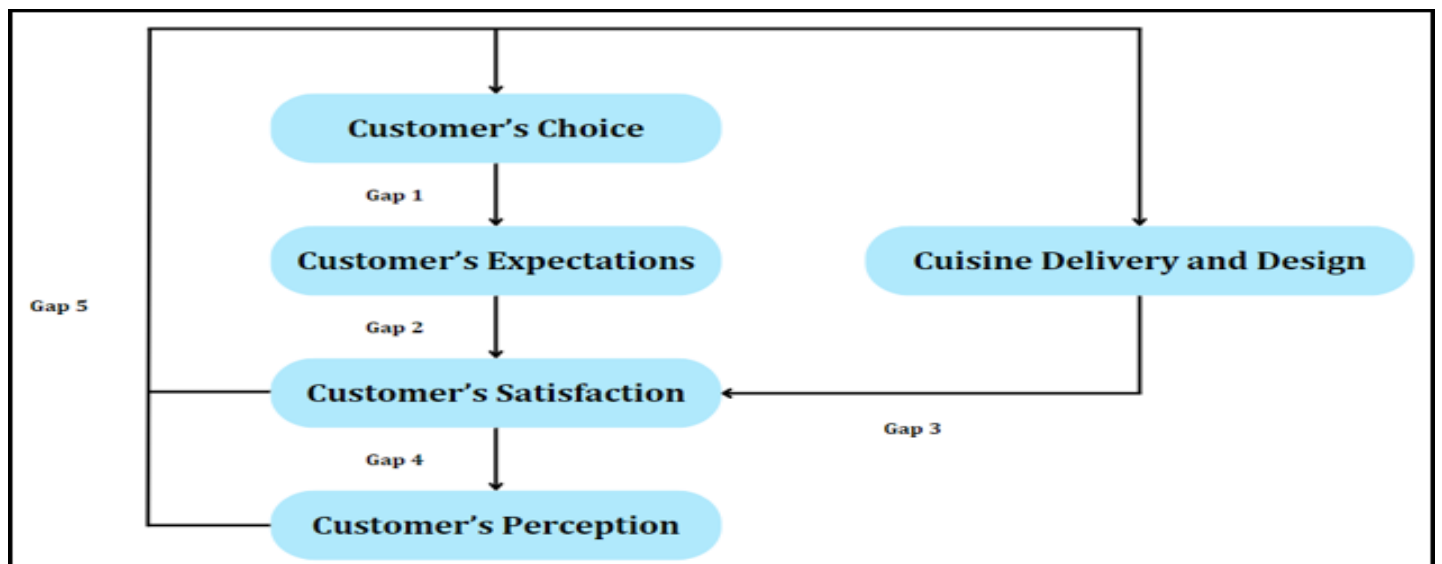 Customer’s Choice
Gap 1
Customer’s Expectations
Cuisine Delivery and Design
Gap 5
Gap 2
Customer’s Satisfaction
Gap 3
Gap 4
Customer’s Perception